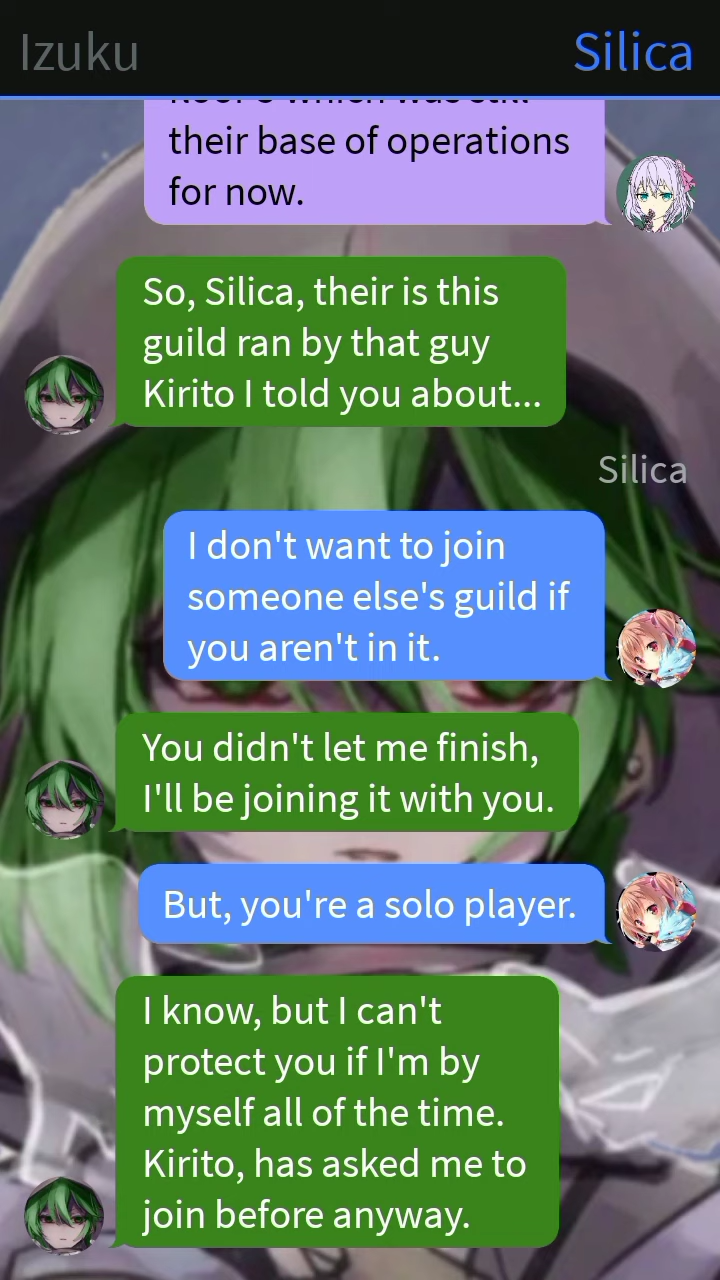 Izuku
Silica
their base of operations
for now.
So, Silica, their is this
guild ran by that guy
Kirito I told you about...
Silica
I don't want to join
someone else's guild if
you aren't in it.
You didn't let me finish,
I'll be joining it with you.
But, you're a solo player.
I know, but I can't
protect you if I'm by
myself all of the time.
Kirito, has asked me to
join before anyway.